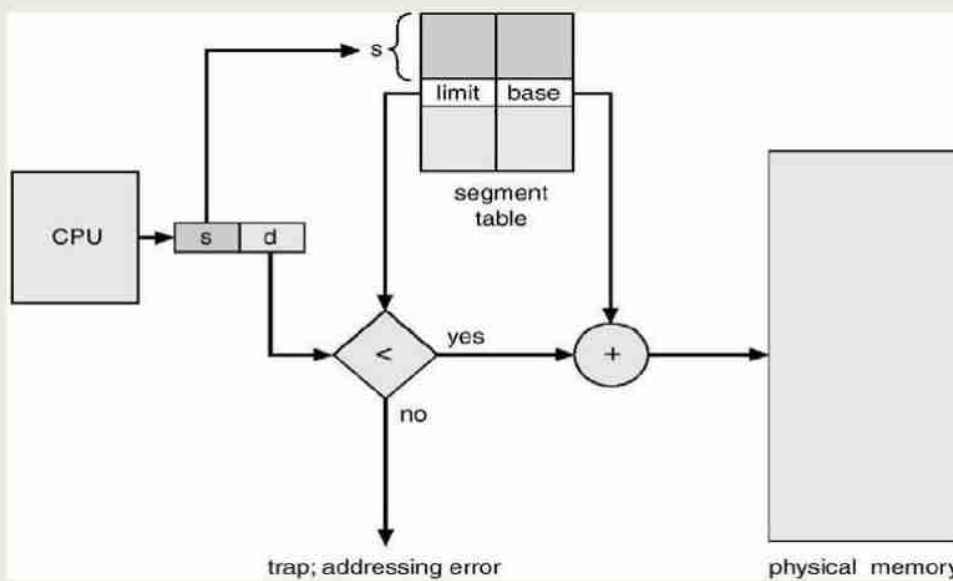 s
limit base
segment
table
CPU
s d
<
yes
+
no
trap; addressing error
physical memory